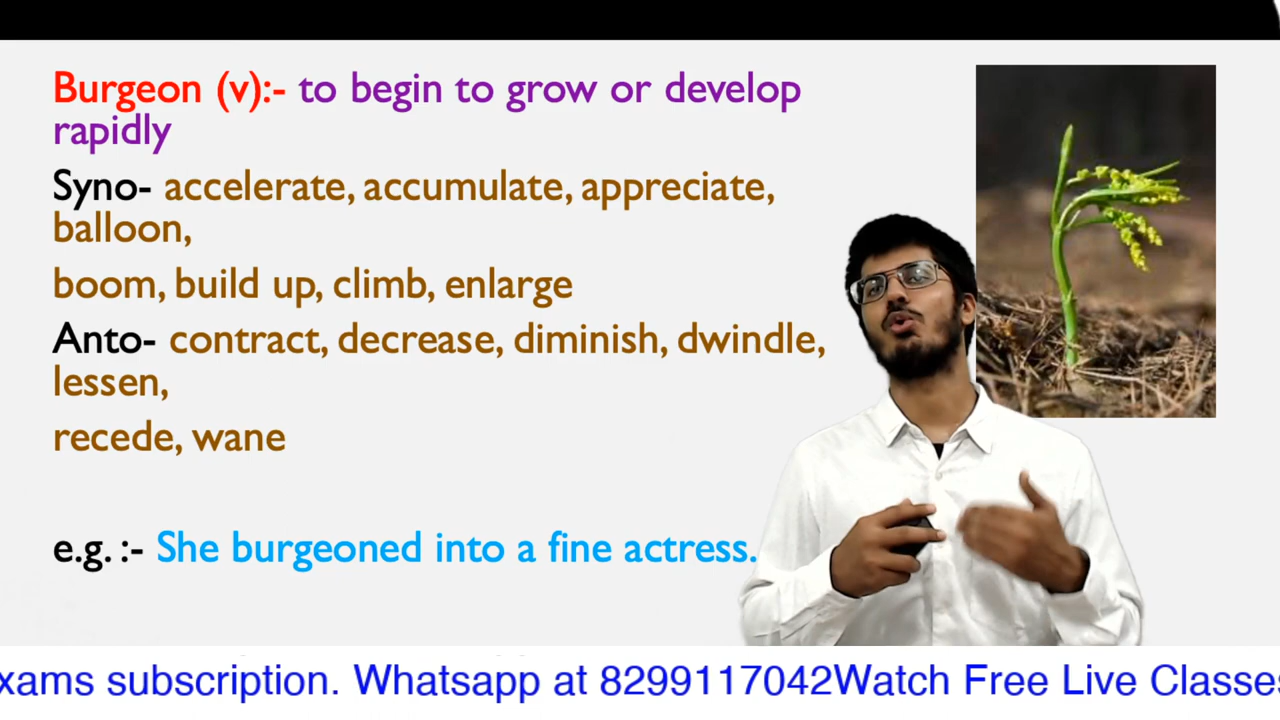 Burgeon (v):- to begin to grow or develop
rapidly
Syno- accelerate, accumulate, appreciate,
balloon,
boom, build up, climb, enlarge
Anto- contract, decrease, diminish, dwindle,
lessen,
recede, wane
e.g. :- She burgeoned into a fine actress.
xams subscription. Whatsapp at 8299117042Watch Free Live Classes